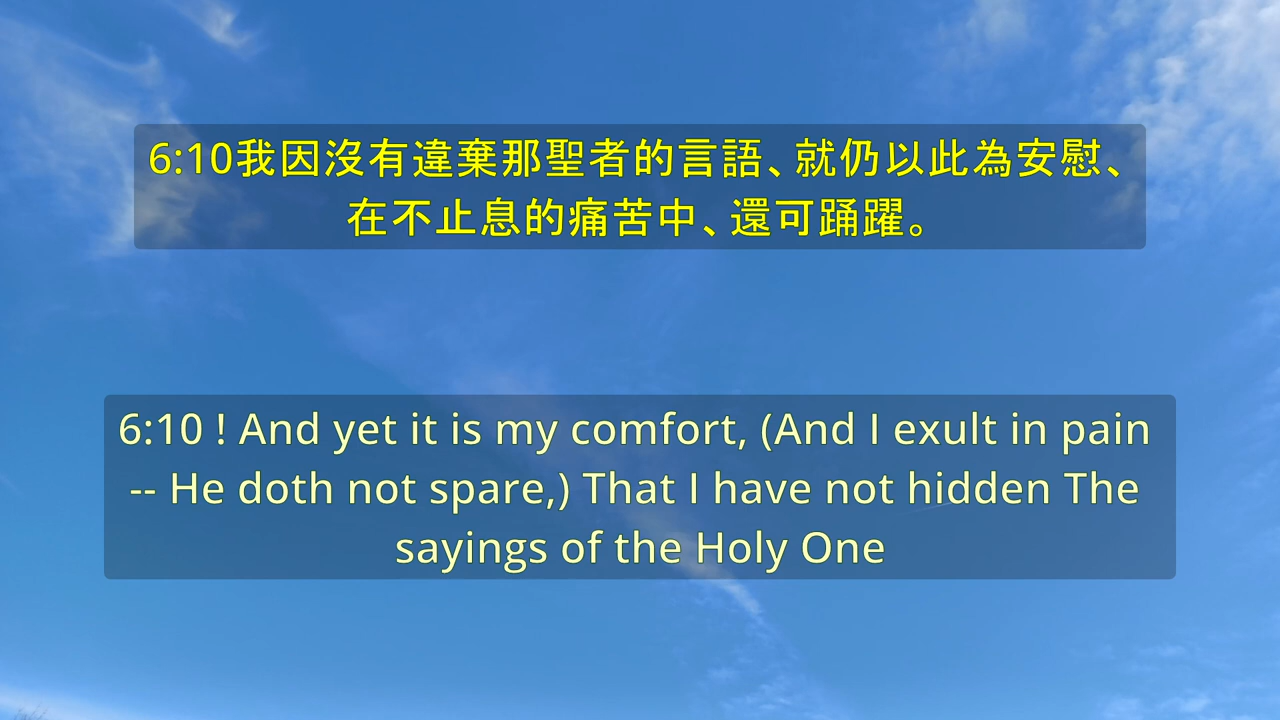 6:10我因沒有違棄那聖者的言語、就仍以此為安慰、
在不止息的痛苦中、還可踴躍。
6:10 ! And yet it is my comfort, (And I exult in pain
-- He doth not spare,) That I have not hidden The
sayings of the Holy One